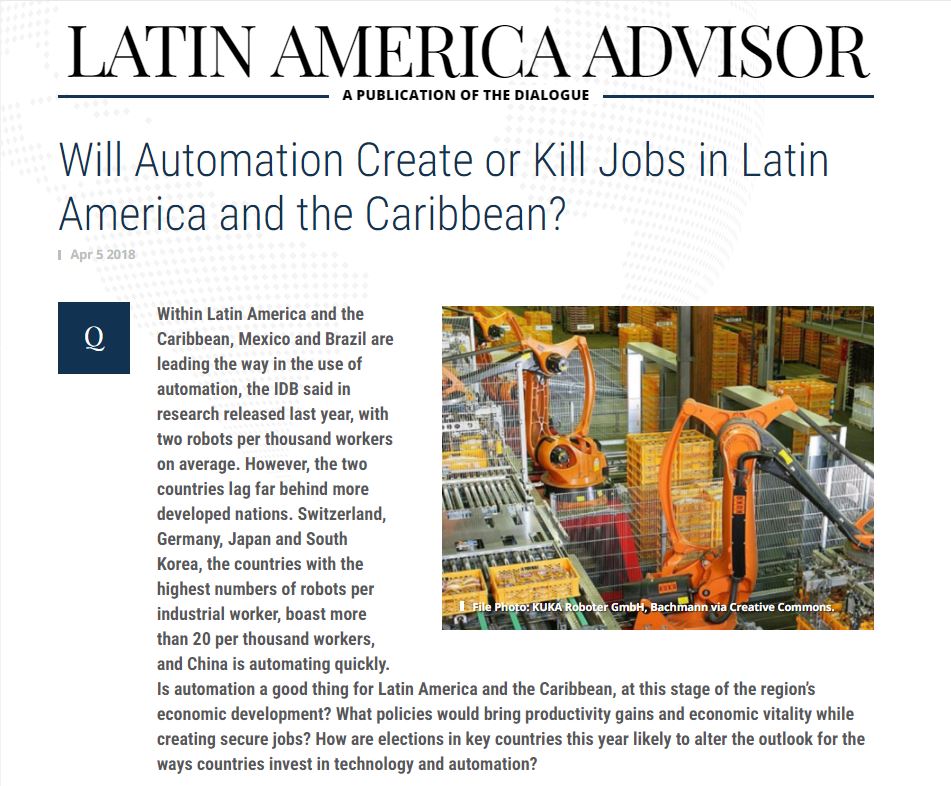 LATIN AMERICA ADVISOR
A PUBLICATION OF THE DIALOGUE
Will Automation Create or Kill Jobs in Latin
America and the Caribbean?
Apr 5 2018
Q
Within Latin America and the
Caribbean, Mexico and Brazil are
leading the way in the use of
automation, the IDB said in
research released last year, with
two robots per thousand workers
on average. However, the two
countries lag far behind more
developed nations. Switzerland,
Germany, Japan and South
Korea, the countries with the
highest numbers of robots per
industrial worker, boast more
than 20 per thousand workers,
and China is automating quickly.
Is automation a good thing for Latin America and the Caribbean, at this stage of the region's
economic development? What policies would bring productivity gains and economic vitality while
creating secure jobs? How are elections in key countries this year likely to alter the outlook for the
ways countries invest in technology and automation?
KUKA
File Photo: KUKA Roboter GmbH, Bachmann via Creative Commons.